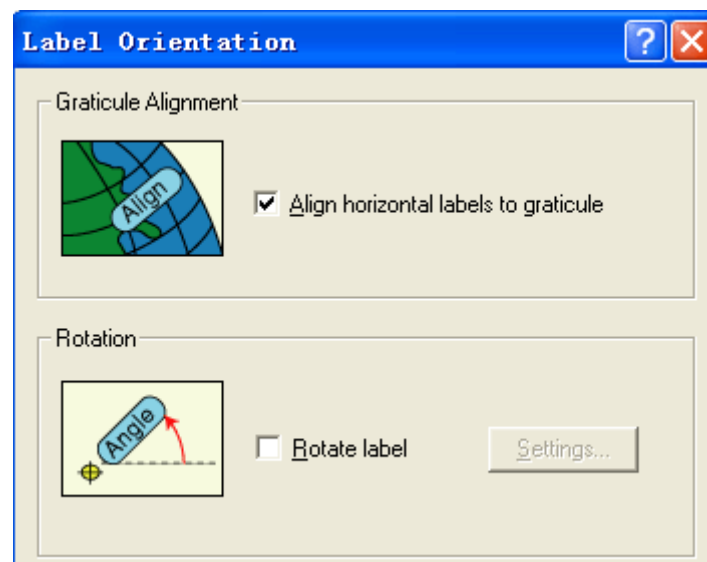 Label Orientation
Graticule Alignment
Align
Align horizontal labels to graticule
Rotation
Angle
Rotate label
Settings...